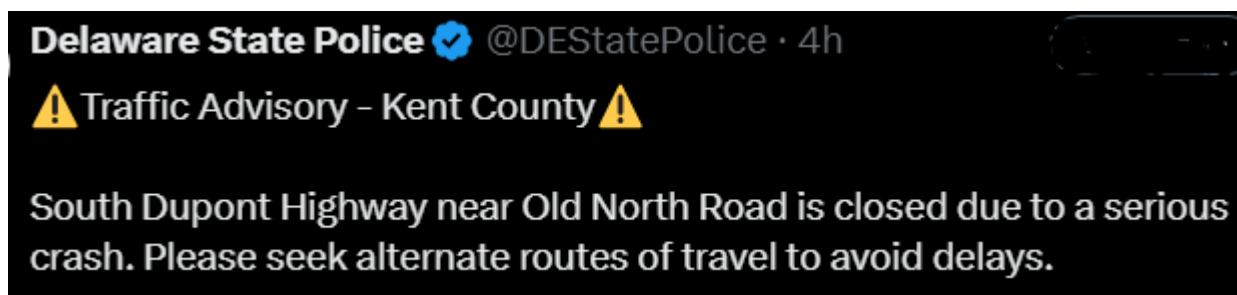 Delaware State Police @DEStatePolice · 4h
⚠️Traffic Advisory – Kent County⚠️
South Dupont Highway near Old North Road is closed due to a serious
crash. Please seek alternate routes of travel to avoid delays.